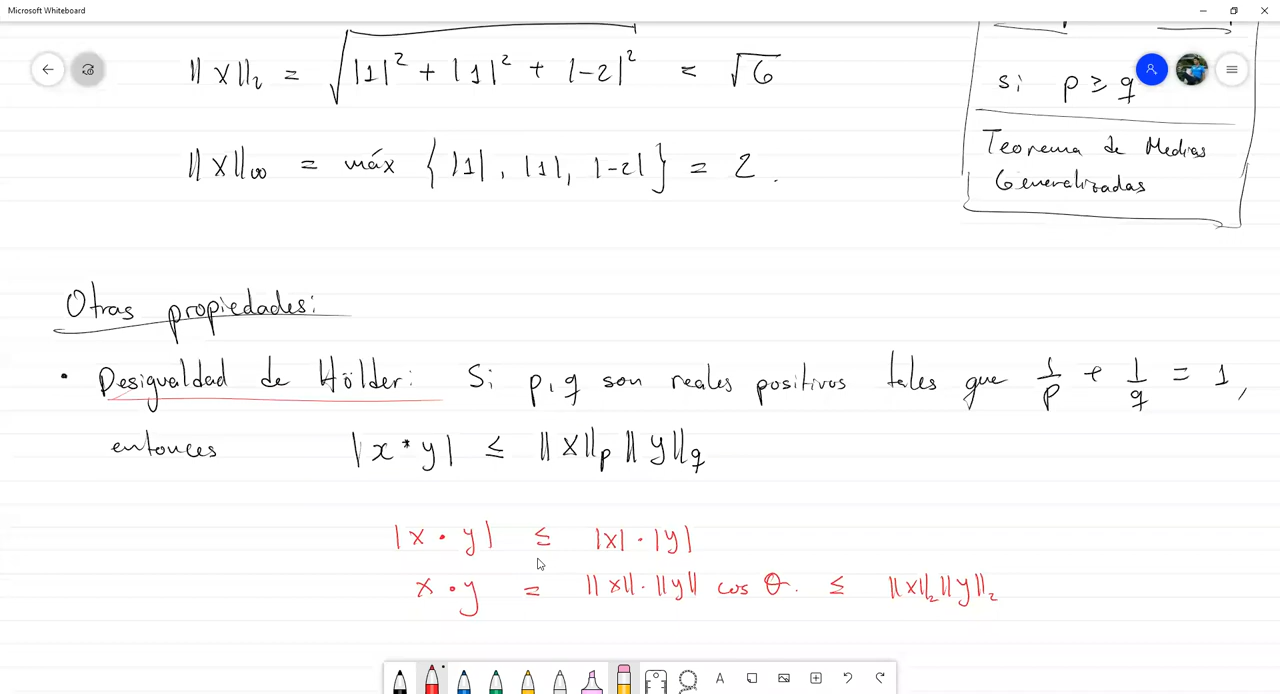 Microsoft Whiteboard
||x||₂ = √|1|² + |1|² + |-2|² = √6
||x||∞ = máx {|1|, |1|, |-2|} = 2.
si p ≥ q
Teorema de Medias
Generalizadas
Otras propiedades:
• Desigualdad de Hölder: Si p, q son reales positivos tales que 1/p + 1/q = 1,
entonces |x*y| ≤ ||x||p ||y||q
|x · y| ≤ |x| · |y|
x · y = ||x|| · ||y|| cos θ. ≤ ||x||₂ ||y||₂
A